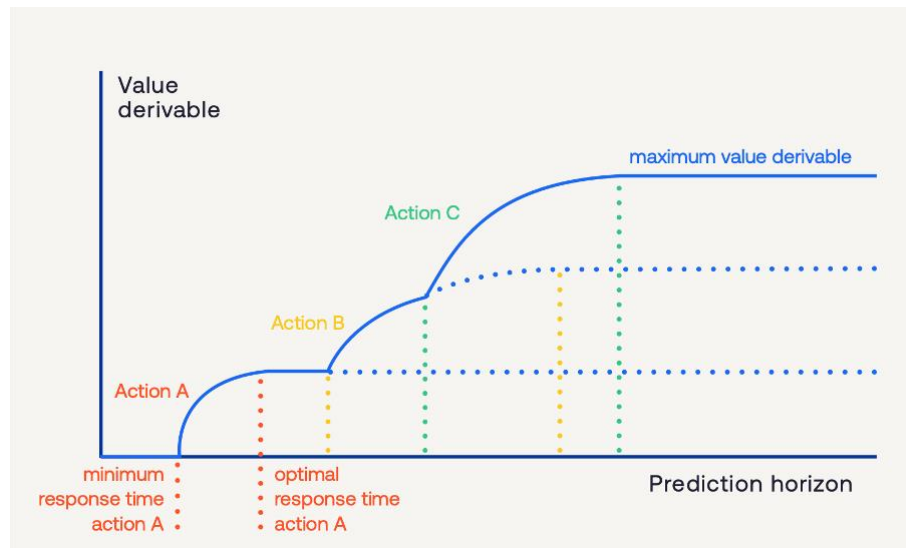 Value
derivable
maximum value derivable
Action C
Action B
Action A
minimum
response time
action A
optimal
response time
action A
Prediction horizon